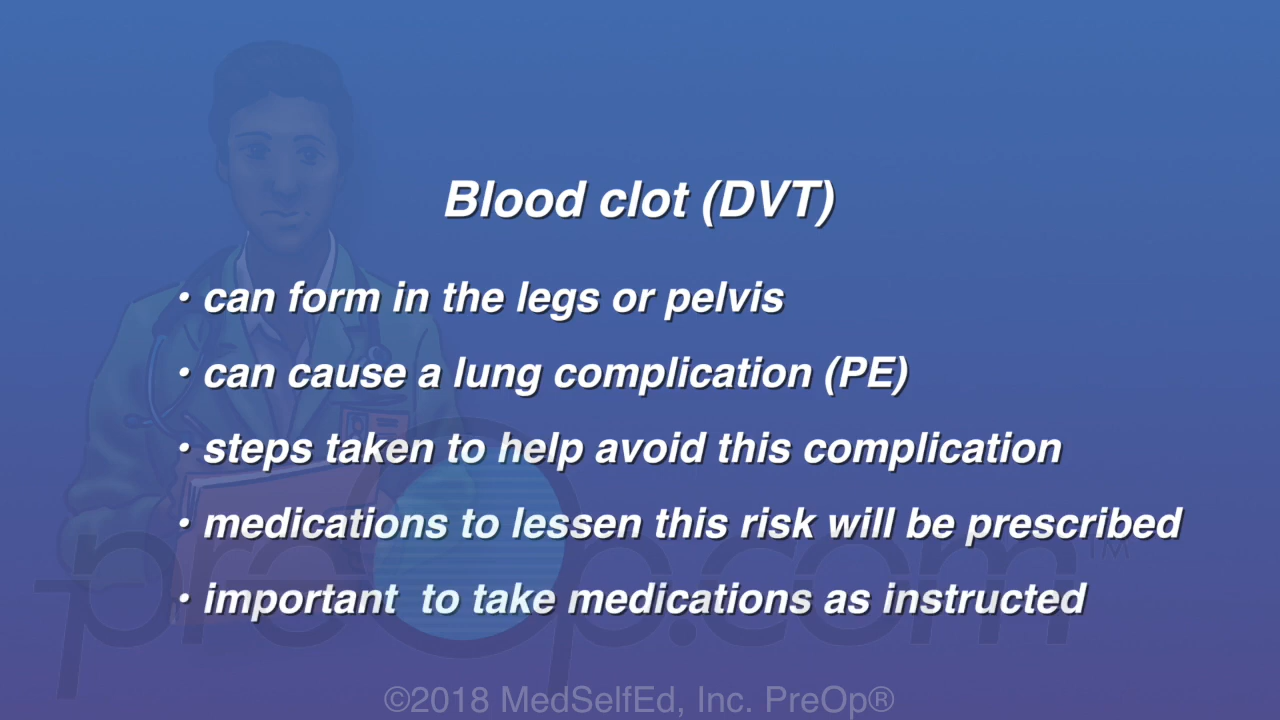 Blood clot (DVT)
• can form in the legs or pelvis
• can cause a lung complication (PE)
• steps taken to help avoid this complication
• medications to lessen this risk will be prescribed
• important to take medications as instructed
preOp.com™
©2018 MedSelfEd, Inc. PreOp®